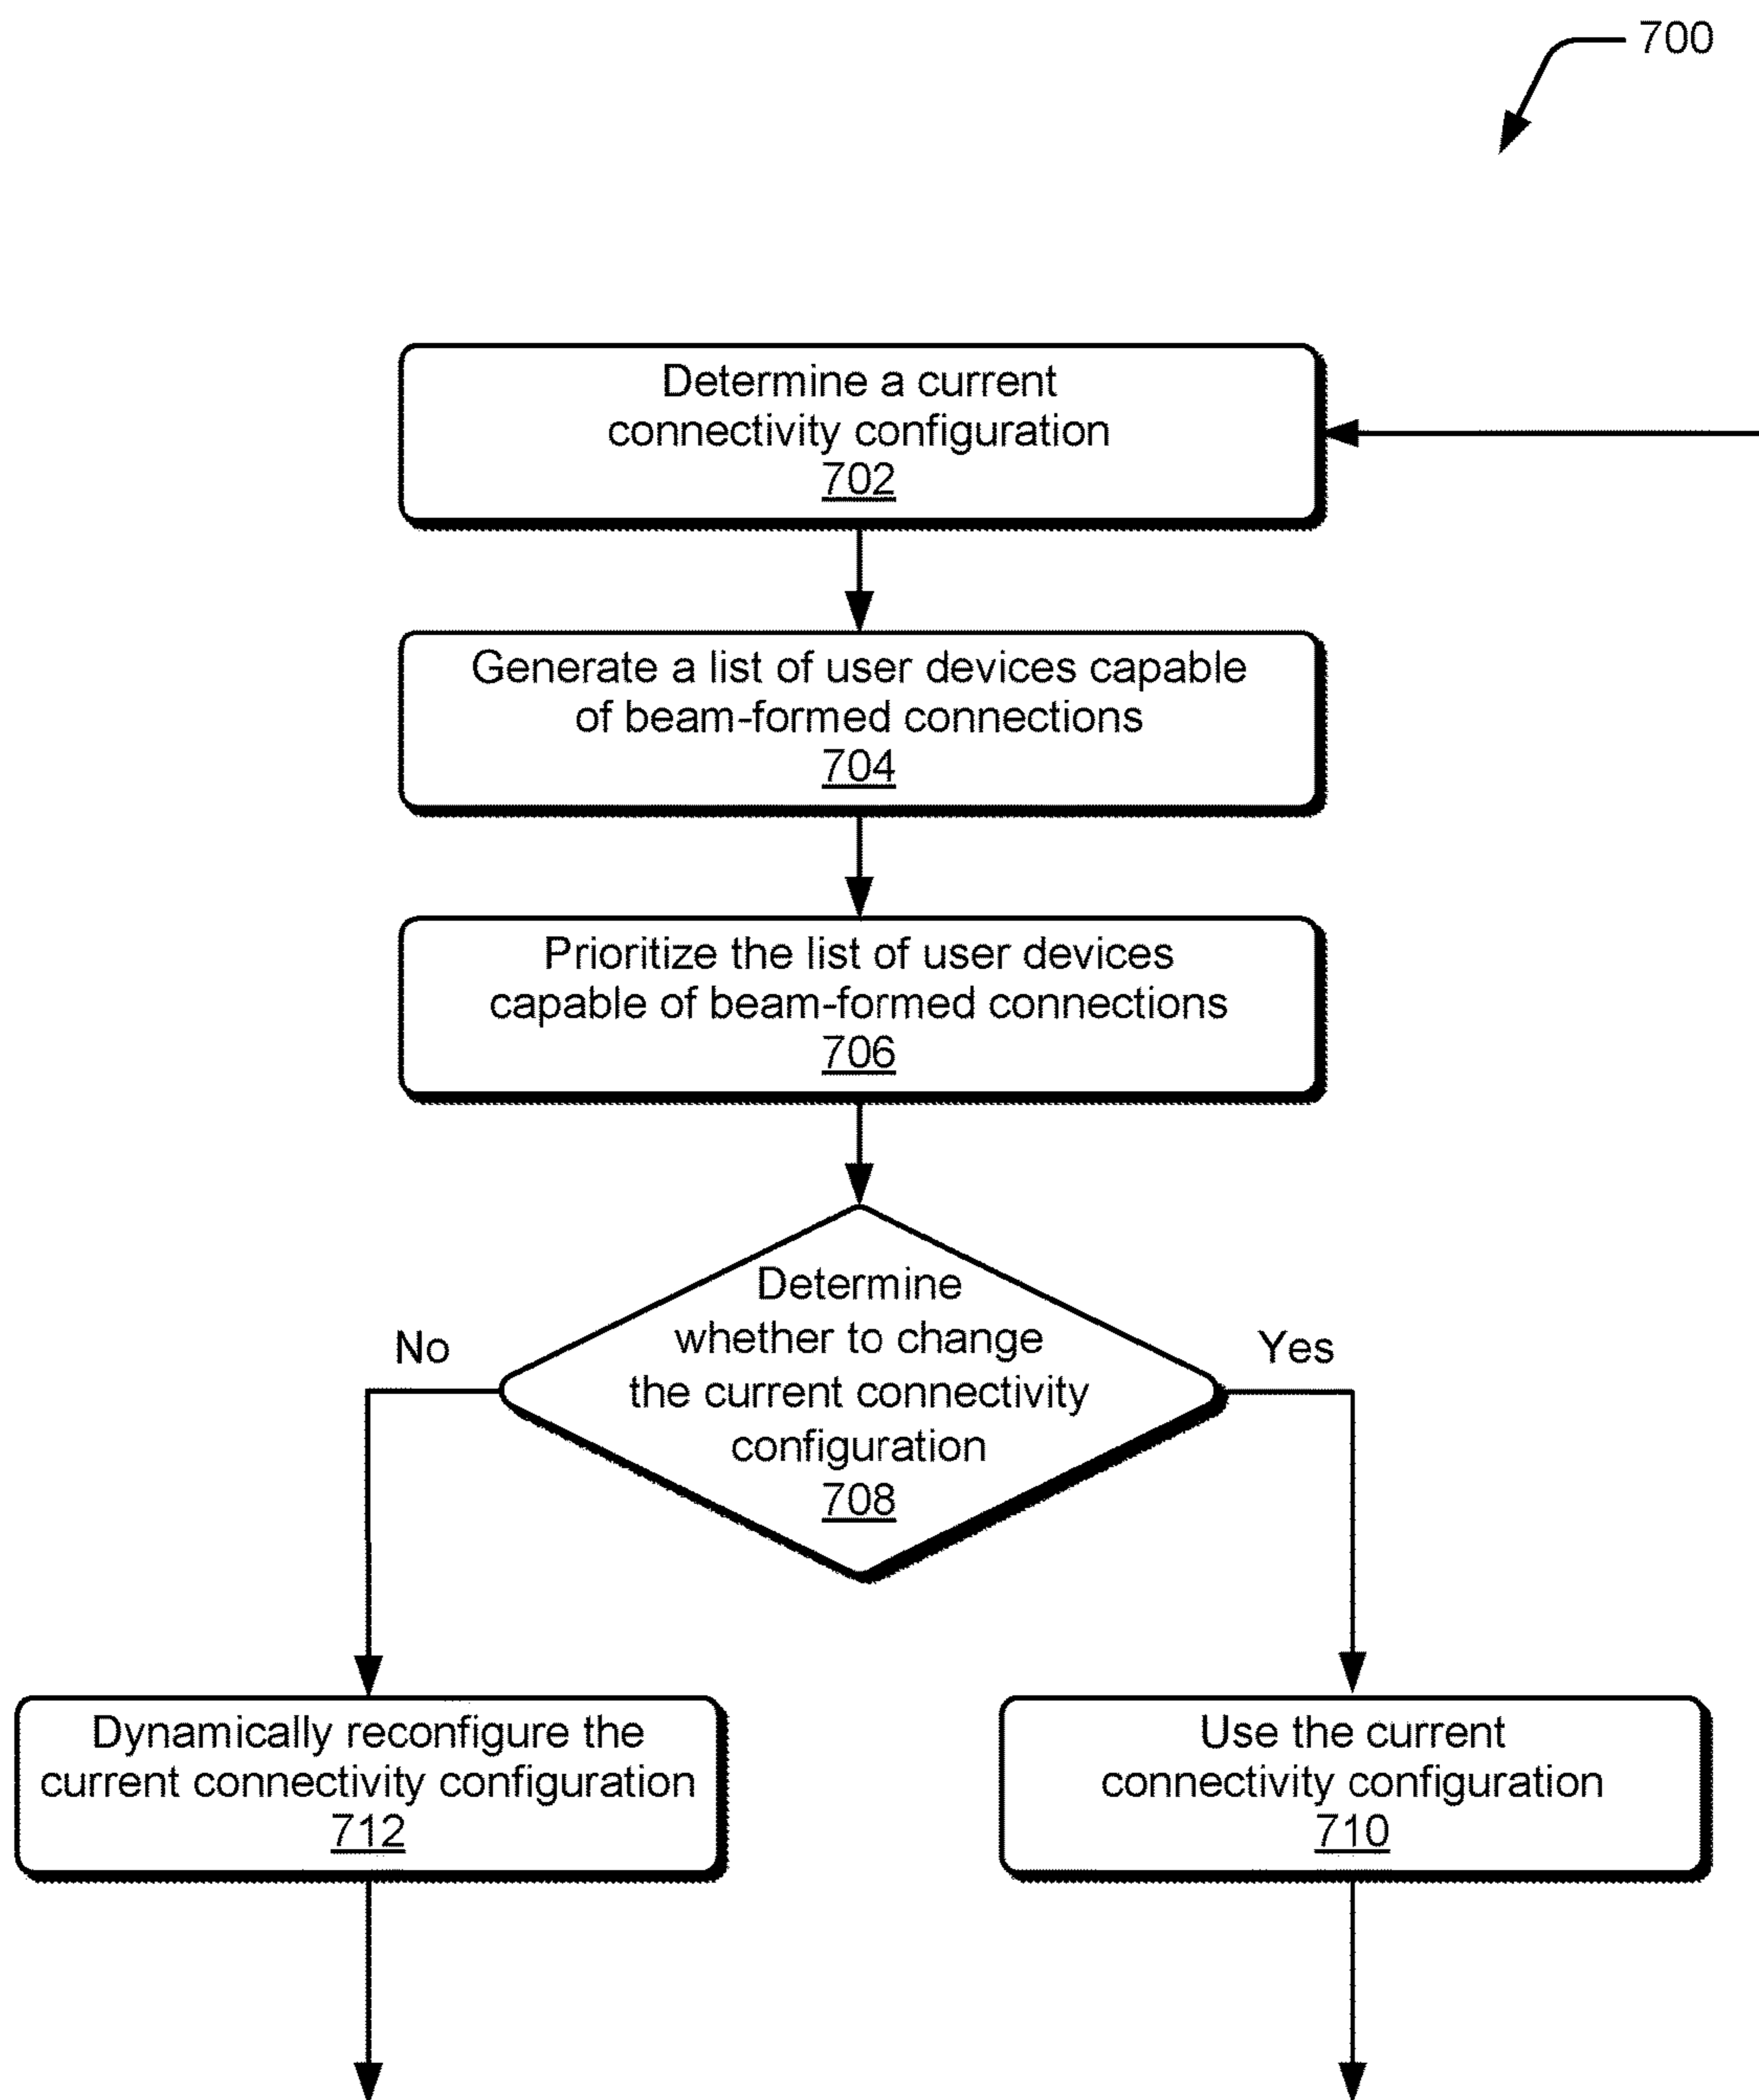 700
Determine a current
connectivity configuration
702
Generate a list of user devices capable
of beam-formed connections
704
Prioritize the list of user devices
capable of beam-formed connections
706
Determine
whether to change
the current connectivity
configuration
708
No
Yes
Dynamically reconfigure the
current connectivity configuration
712
Use the current
connectivity configuration
710